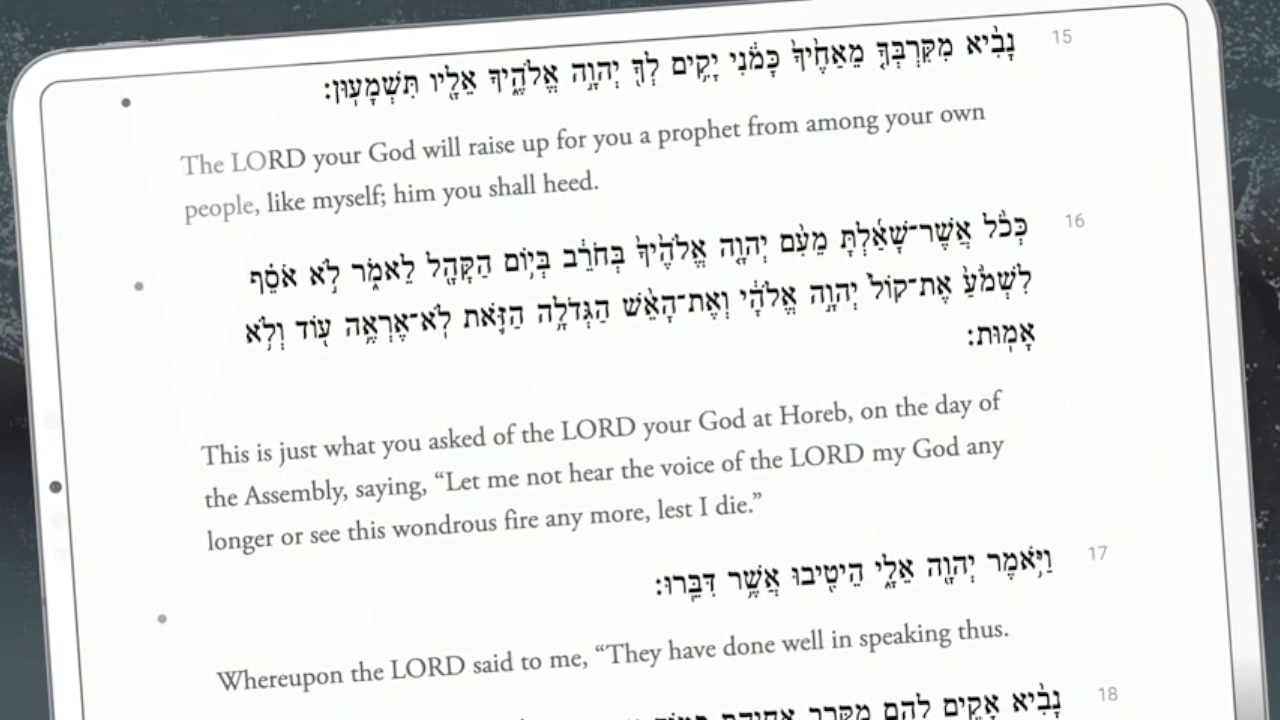 15
נָבִ֨יא מִקִּרְבְּךָ֤ מֵאַחֶ֙יךָ֙ כָּמֹ֔נִי יָקִ֥ים לְךָ֖ יְהוָ֣ה אֱלֹהֶ֑יךָ אֵלָ֖יו תִּשְׁמָעֽוּן׃
The LORD your God will raise up for you a prophet from among your own
people, like myself; him you shall heed.
16
כְּכֹ֨ל אֲשֶׁר־שָׁאַ֜לְתָּ מֵעִ֨ם יְהוָ֤ה אֱלֹהֶ֙יךָ֙ בְּחֹרֵ֔ב בְּי֥וֹם הַקָּהָ֖ל לֵאמֹ֑ר לֹ֣א אֹסֵ֗ף
לִשְׁמֹ֙עַ֙ אֶת־קוֹל֙ יְהוָ֣ה אֱלֹהָ֔י וְאֶת־הָאֵ֨שׁ הַגְּדֹלָ֥ה הַזֹּ֛את לֹֽא־אֶרְאֶ֥ה ע֖וֹד וְלֹ֥א
אָמֽוּת׃
This is just what you asked of the LORD your God at Horeb, on the day of
the Assembly, saying, “Let me not hear the voice of the LORD my God any
longer or see this wondrous fire any more, lest I die.”
17
וַיֹּ֥אמֶר יְהוָ֖ה אֵלָ֑י הֵיטִ֖יבוּ אֲשֶׁ֥ר דִּבֵּֽרוּ׃
Whereupon the LORD said to me, “They have done well in speaking thus.
18
נָבִ֨יא אָקִ֥ים לָהֶ֛ם מִקֶּ֥רֶב